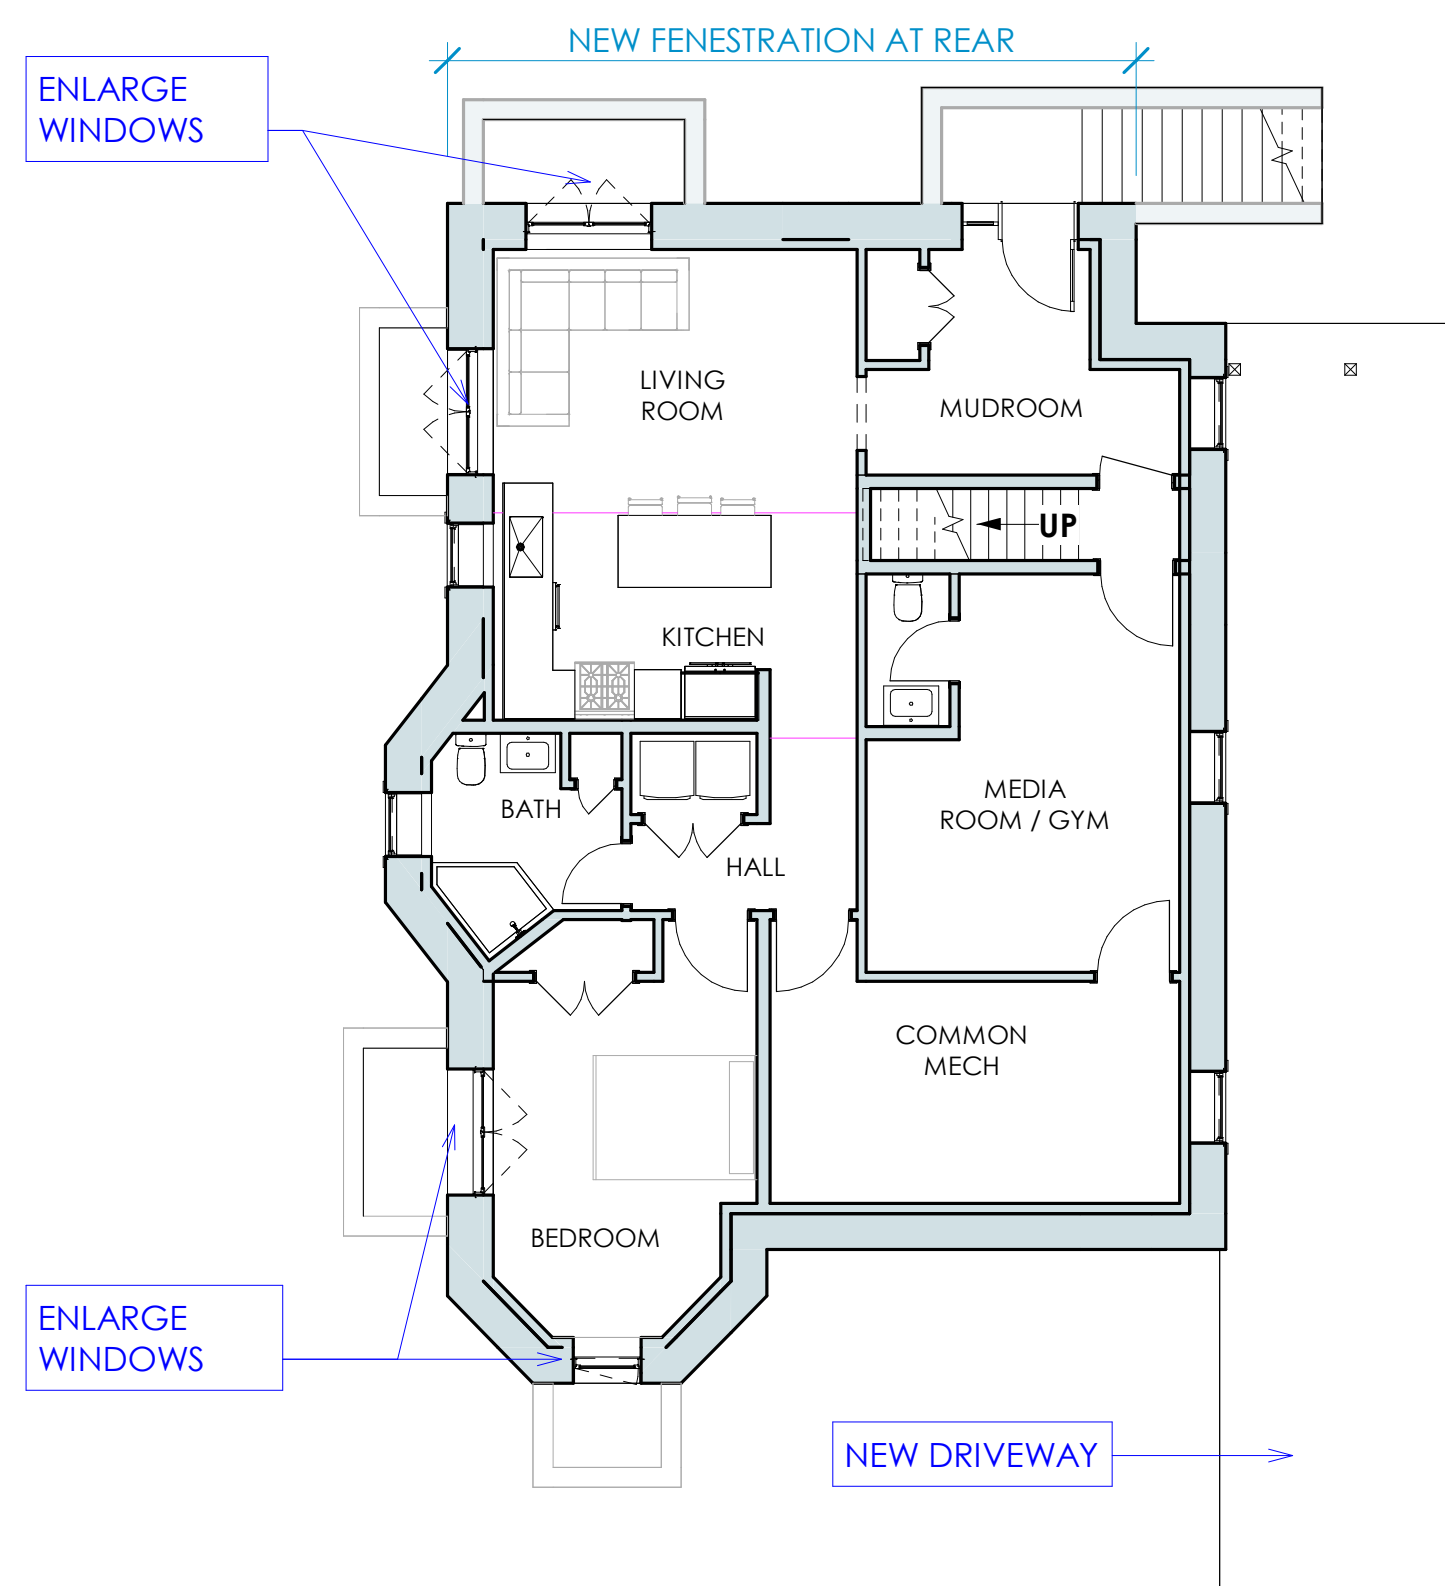 NEW FENESTRATION AT REAR
ENLARGE
WINDOWS
LIVING
ROOM
MUDROOM
UP
KITCHEN
MEDIA
ROOM / GYM
BATH
HALL
COMMON
MECH
BEDROOM
ENLARGE
WINDOWS
NEW DRIVEWAY